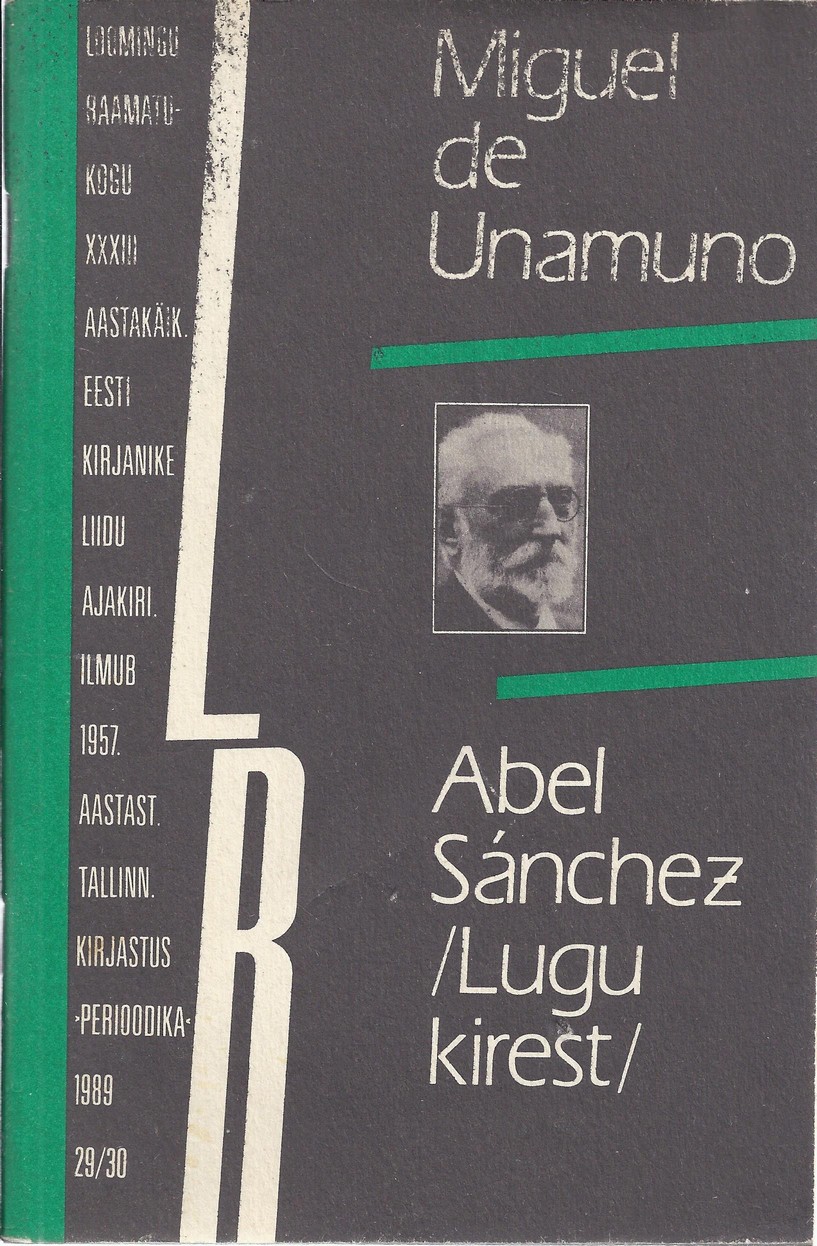 LOOMINGU
RAAMATU-
KOGU
XXXIII
AASTAKÄIK.
EESTI
KIRJANIKE
LIIDU
AJAKIRI.
ILMUB
1957.
AASTAST.
TALLINN.
KIRJASTUS
›PERIOODIKA‹
1989
29/30
LR
Miguel
de
Unamuno
Abel
Sánchez
/Lugu
kirest/